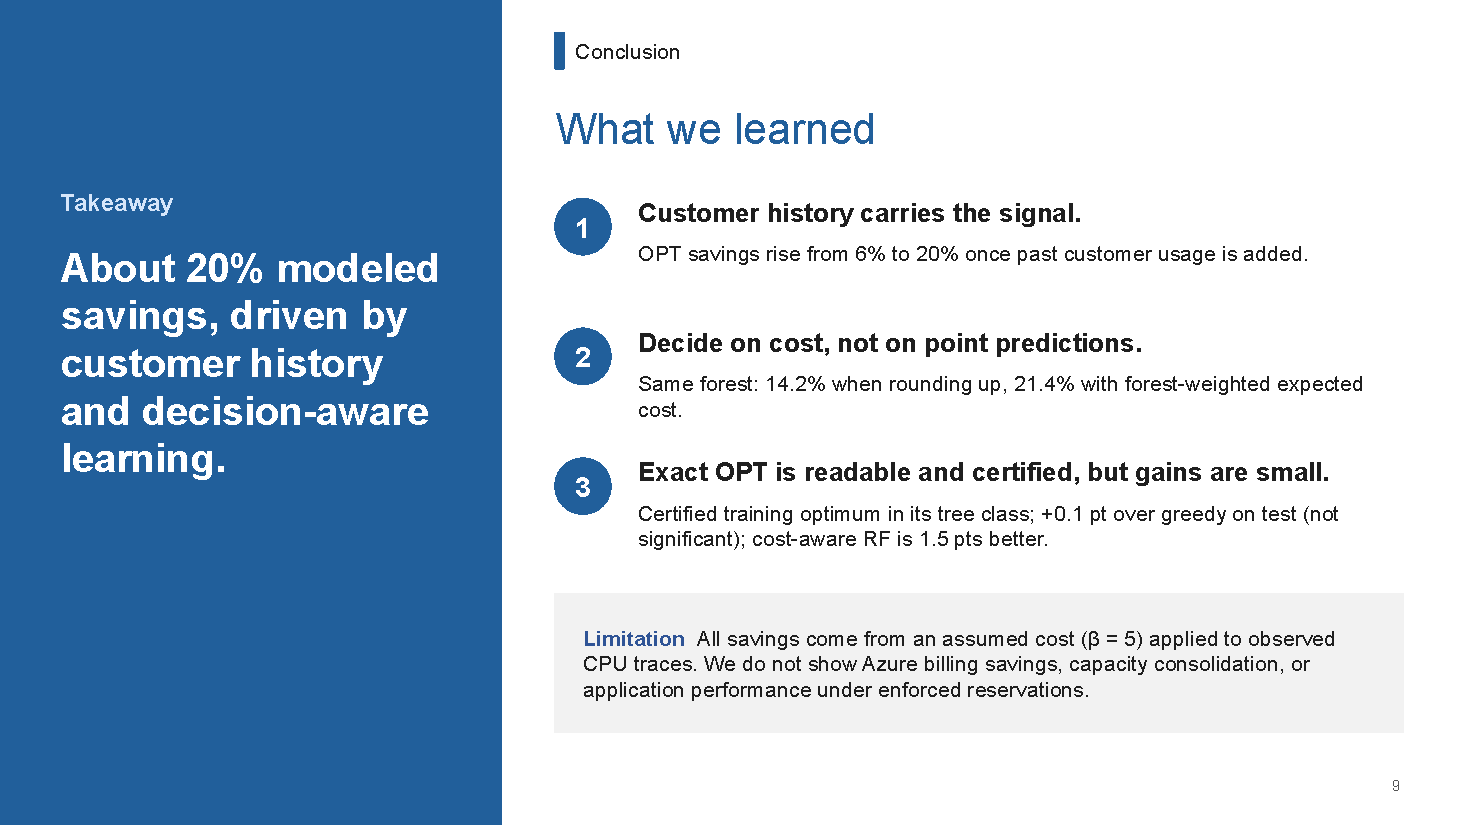 Conclusion
What we learned
Takeaway
About 20% modeled
savings, driven by
customer history
and decision-aware
learning.
1
Customer history carries the signal.
OPT savings rise from 6% to 20% once past customer usage is added.
2
Decide on cost, not on point predictions.
Same forest: 14.2% when rounding up, 21.4% with forest-weighted expected
cost.
3
Exact OPT is readable and certified, but gains are small.
Certified training optimum in its tree class; +0.1 pt over greedy on test (not
significant); cost-aware RF is 1.5 pts better.
Limitation All savings come from an assumed cost (β = 5) applied to observed
CPU traces. We do not show Azure billing savings, capacity consolidation, or
application performance under enforced reservations.
9